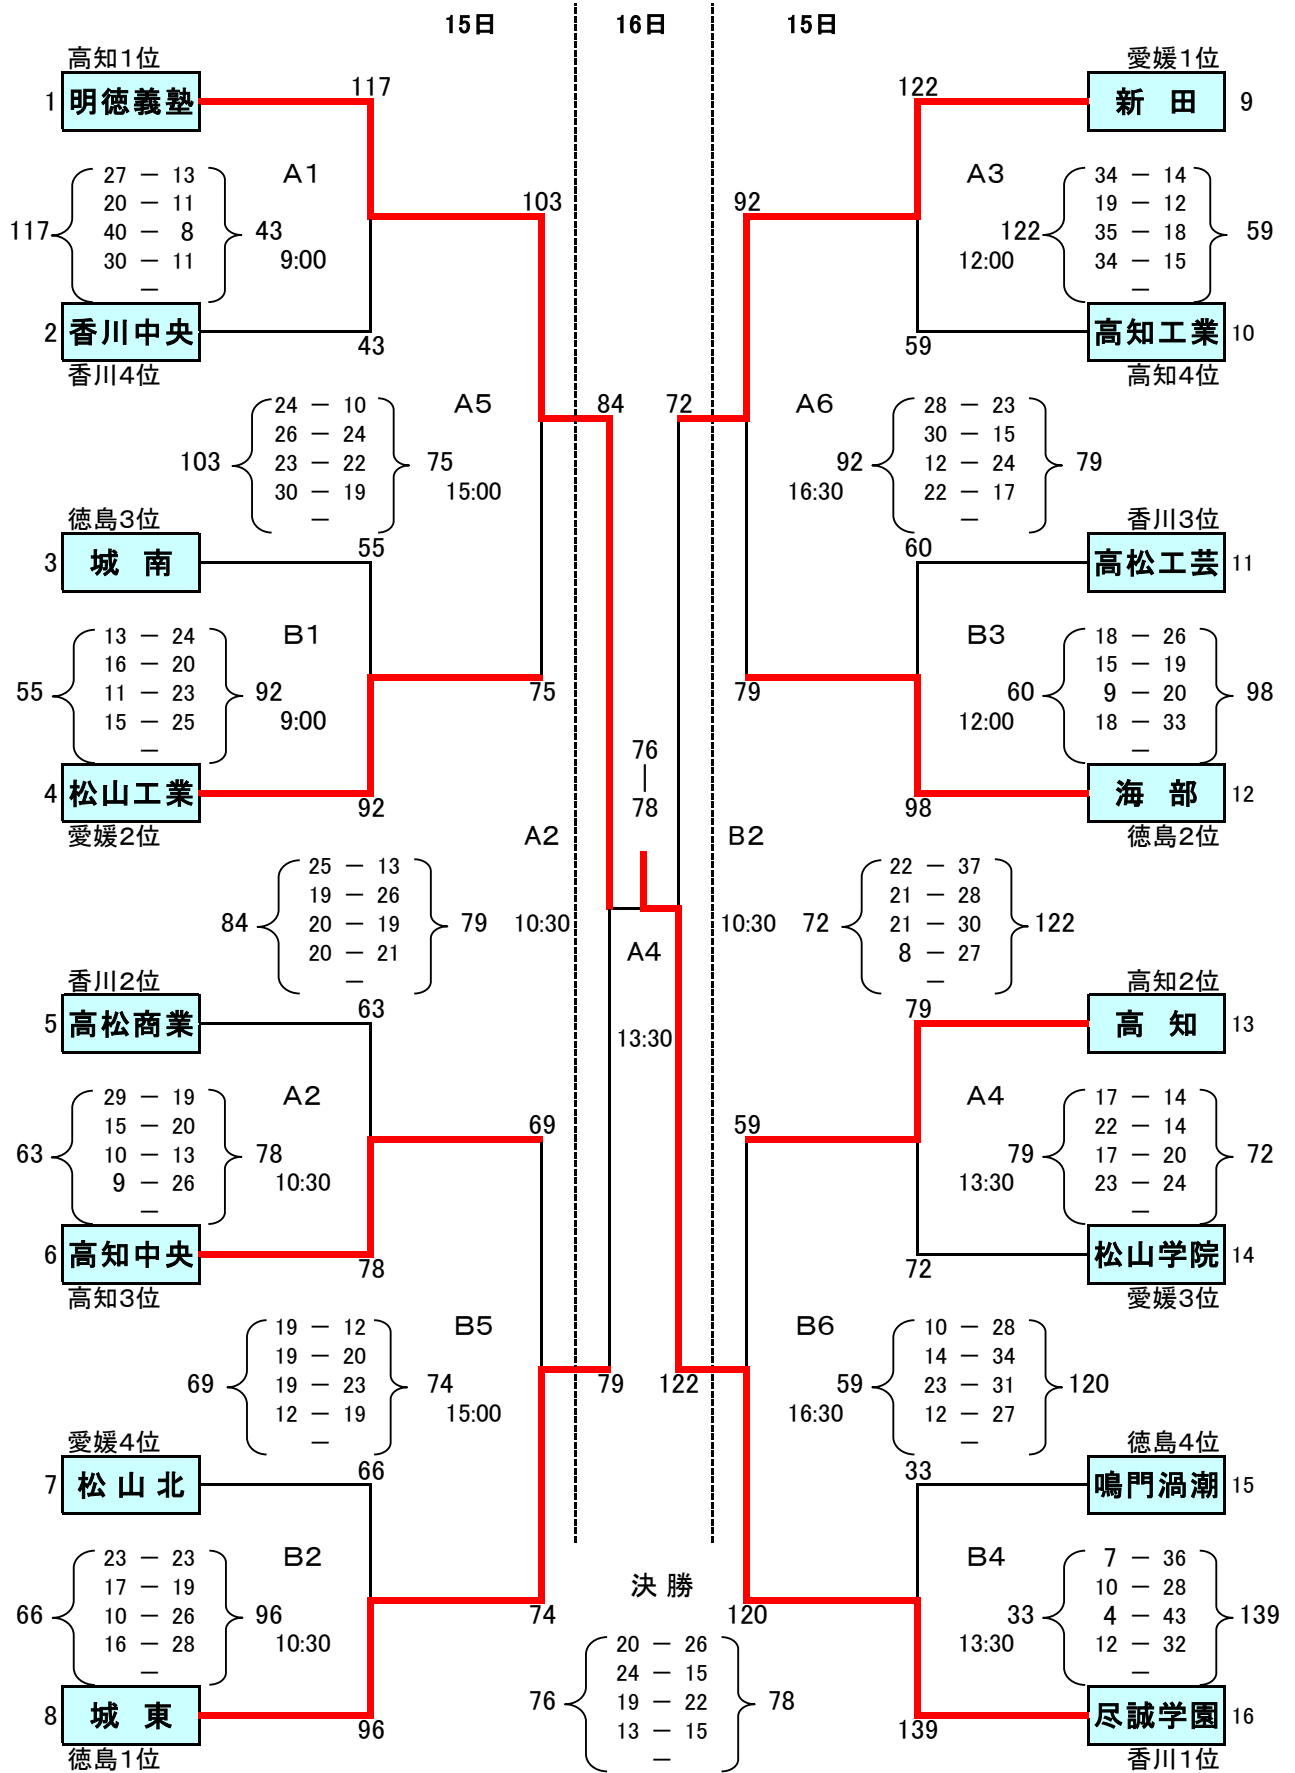 15日 16日 15日
高知1位
1 明徳義塾
117
27 － 13
20 － 11
40 － 8
30 － 11
－
117 43
A1
9:00
2 香川中央
香川4位
43
103
24 － 10
26 － 24
23 － 22
30 － 19
－
103 75
A5
15:00
徳島3位
3 城 南
55
13 － 24
16 － 20
11 － 23
15 － 25
－
55 92
B1
9:00
4 松山工業
愛媛2位
92
75
84
25 － 13
19 － 26
20 － 19
20 － 21
－
84 79
A2
10:30
香川2位
5 高松商業
63
29 － 19
15 － 20
10 － 13
9 － 26
－
63 78
A2
10:30
6 高知中央
高知3位
78
69
19 － 12
19 － 20
19 － 23
12 － 19
－
69 74
B5
15:00
79
愛媛4位
7 松山北
66
23 － 23
17 － 19
10 － 26
16 － 28
－
66 96
B2
10:30
8 城 東
徳島1位
96
74
76
｜
78
A4
13:30
決勝
20 － 26
24 － 15
19 － 22
13 － 15
－
76 78
愛媛1位
新 田 9
122
34 － 14
19 － 12
35 － 18
34 － 15
－
122 59
A3
12:00
高知工業 10
高知4位
59
92
72
28 － 23
30 － 15
12 － 24
22 － 17
－
92 79
A6
16:30
香川3位
高松工芸 11
60
18 － 26
15 － 19
9 － 20
18 － 33
－
60 98
B3
12:00
海 部 12
徳島2位
98
79
22 － 37
21 － 28
21 － 30
8 － 27
－
72 122
B2
10:30
高知2位
高 知 13
79
17 － 14
22 － 14
17 － 20
23 － 24
－
79 72
A4
13:30
松山学院 14
愛媛3位
72
59
10 － 28
14 － 34
23 － 31
12 － 27
－
59 120
B6
16:30
122
徳島4位
鳴門渦潮 15
33
7 － 36
10 － 28
4 － 43
12 － 32
－
33 139
B4
13:30
尽誠学園 16
香川1位
139
120